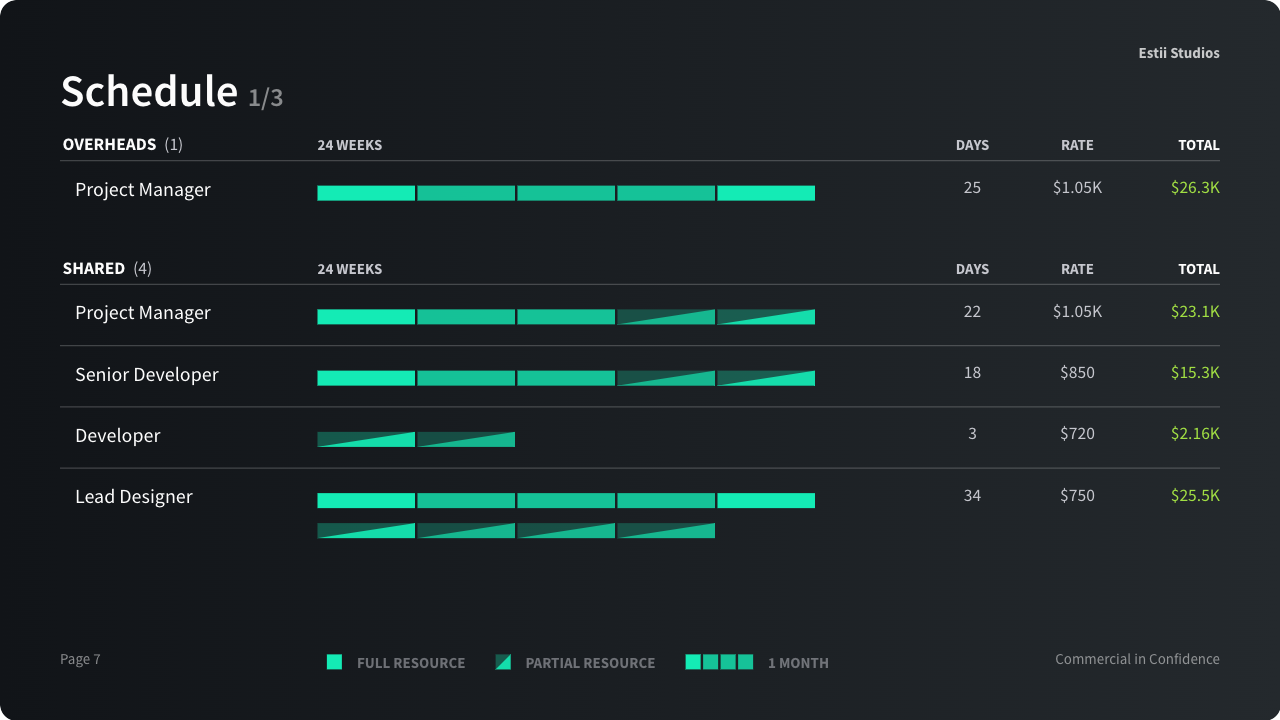 Estii Studios
Schedule 1/3
OVERHEADS (1) 24 WEEKS DAYS RATE TOTAL
Project Manager 25 $1.05K $26.3K
SHARED (4) 24 WEEKS DAYS RATE TOTAL
Project Manager 22 $1.05K $23.1K
Senior Developer 18 $850 $15.3K
Developer 3 $720 $2.16K
Lead Designer 34 $750 $25.5K
Page 7 FULL RESOURCE PARTIAL RESOURCE 1 MONTH Commercial in Confidence